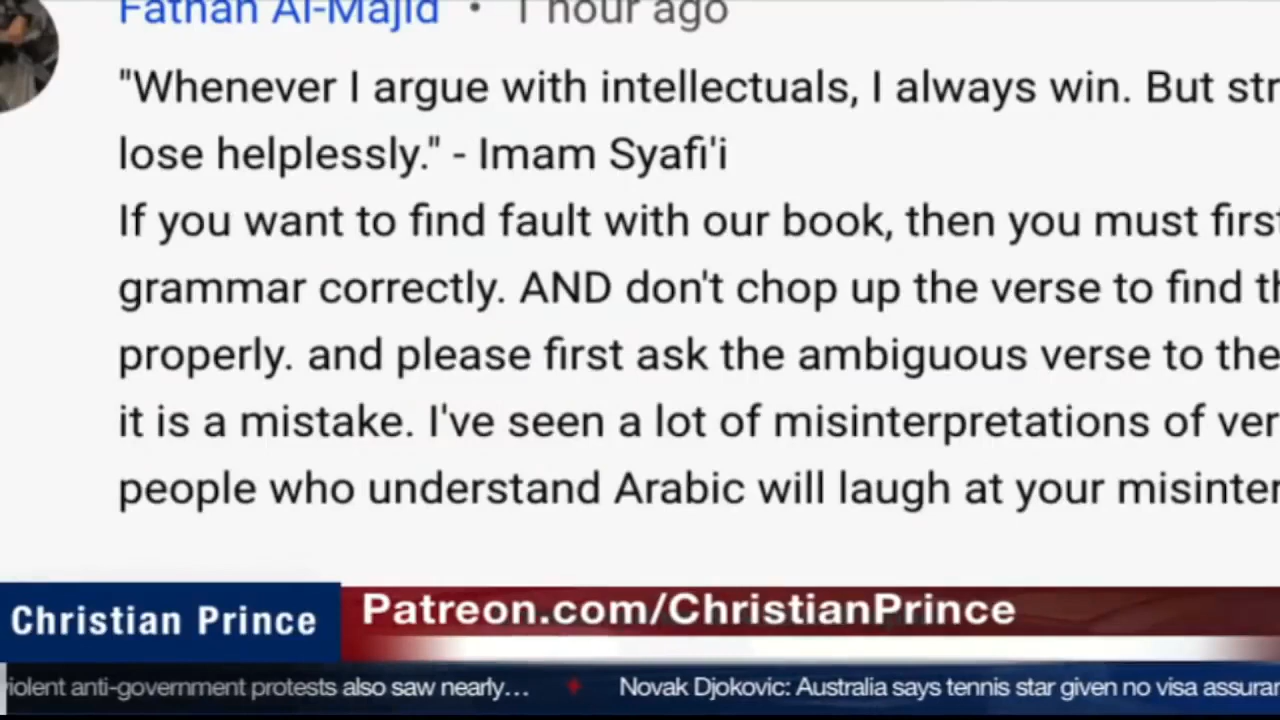 Fathan Al-Majid • 1 hour ago
"Whenever I argue with intellectuals, I always win. But str
lose helplessly." - Imam Syafi'i
If you want to find fault with our book, then you must first
grammar correctly. AND don't chop up the verse to find th
properly. and please first ask the ambiguous verse to the
it is a mistake. I've seen a lot of misinterpretations of ver
people who understand Arabic will laugh at your misinter
Christian Prince
Patreon.com/ChristianPrince
violent anti-government protests also saw nearly... ♦ Novak Djokovic: Australia says tennis star given no visa assuran